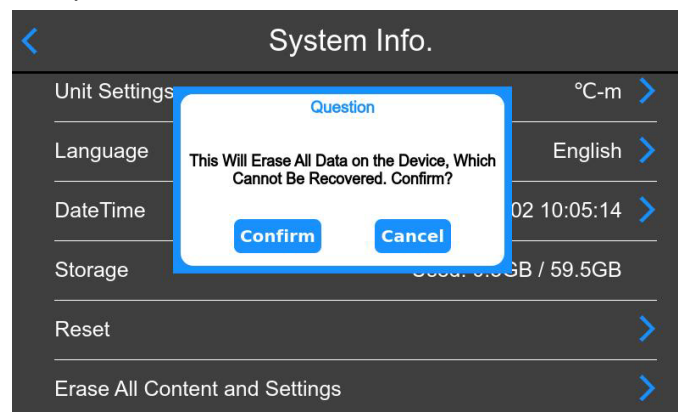 System Info.
Unit Settings
℃-m
Question
This Will Erase All Data on the Device, Which
Cannot Be Recovered. Confirm?
Language
English
DateTime
02 10:05:14
Confirm
Cancel
Storage
GB / 59.5GB
Reset
Erase All Content and Settings